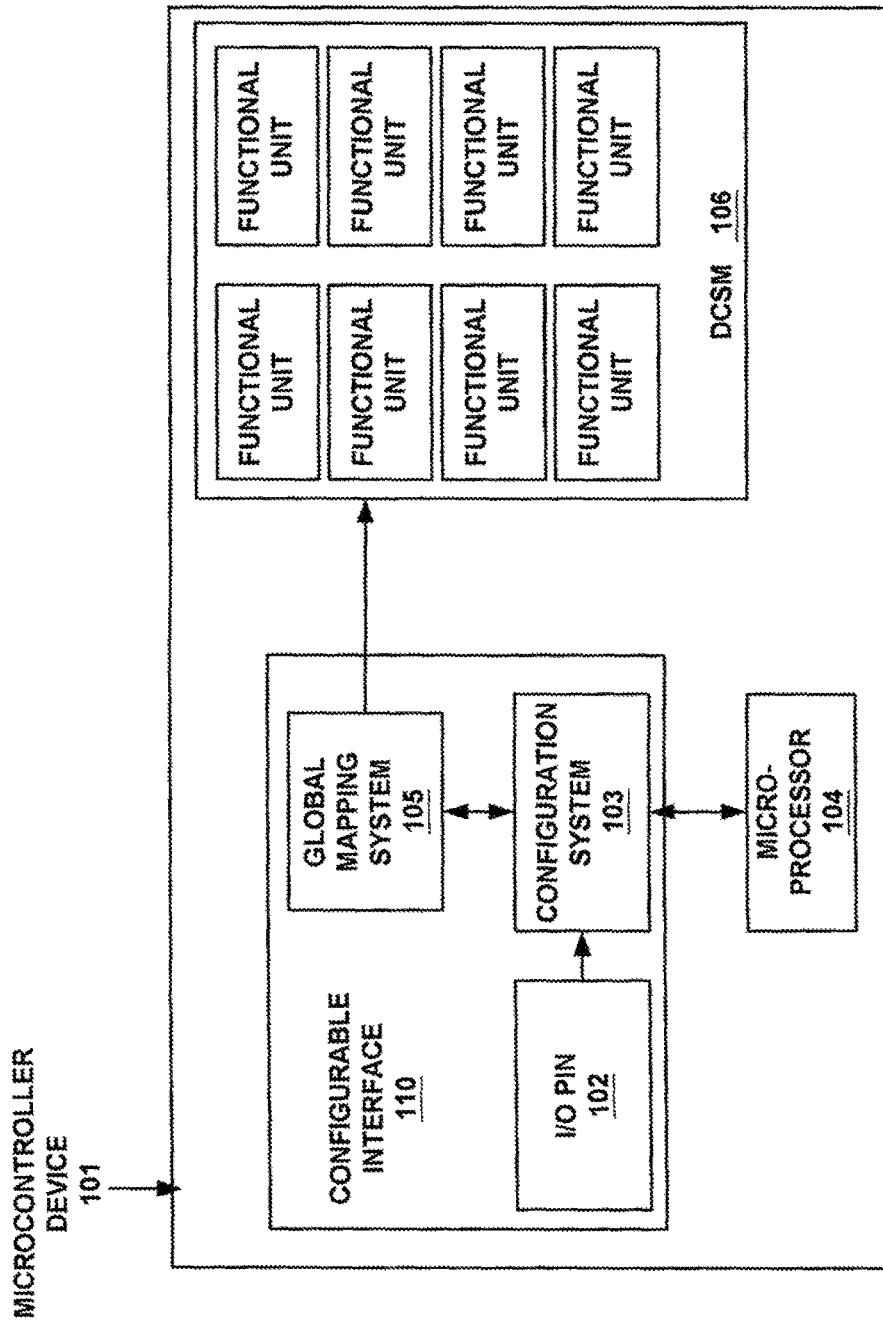 MICROCONTROLLER
DEVICE
101
CONFIGURABLE
INTERFACE
110
I/O PIN
102
GLOBAL
MAPPING
SYSTEM
105
CONFIGURATION
SYSTEM
103
MICRO-
PROCESSOR
104
FUNCTIONAL
UNIT
FUNCTIONAL
UNIT
FUNCTIONAL
UNIT
FUNCTIONAL
UNIT
FUNCTIONAL
UNIT
FUNCTIONAL
UNIT
FUNCTIONAL
UNIT
FUNCTIONAL
UNIT
DCSM 106